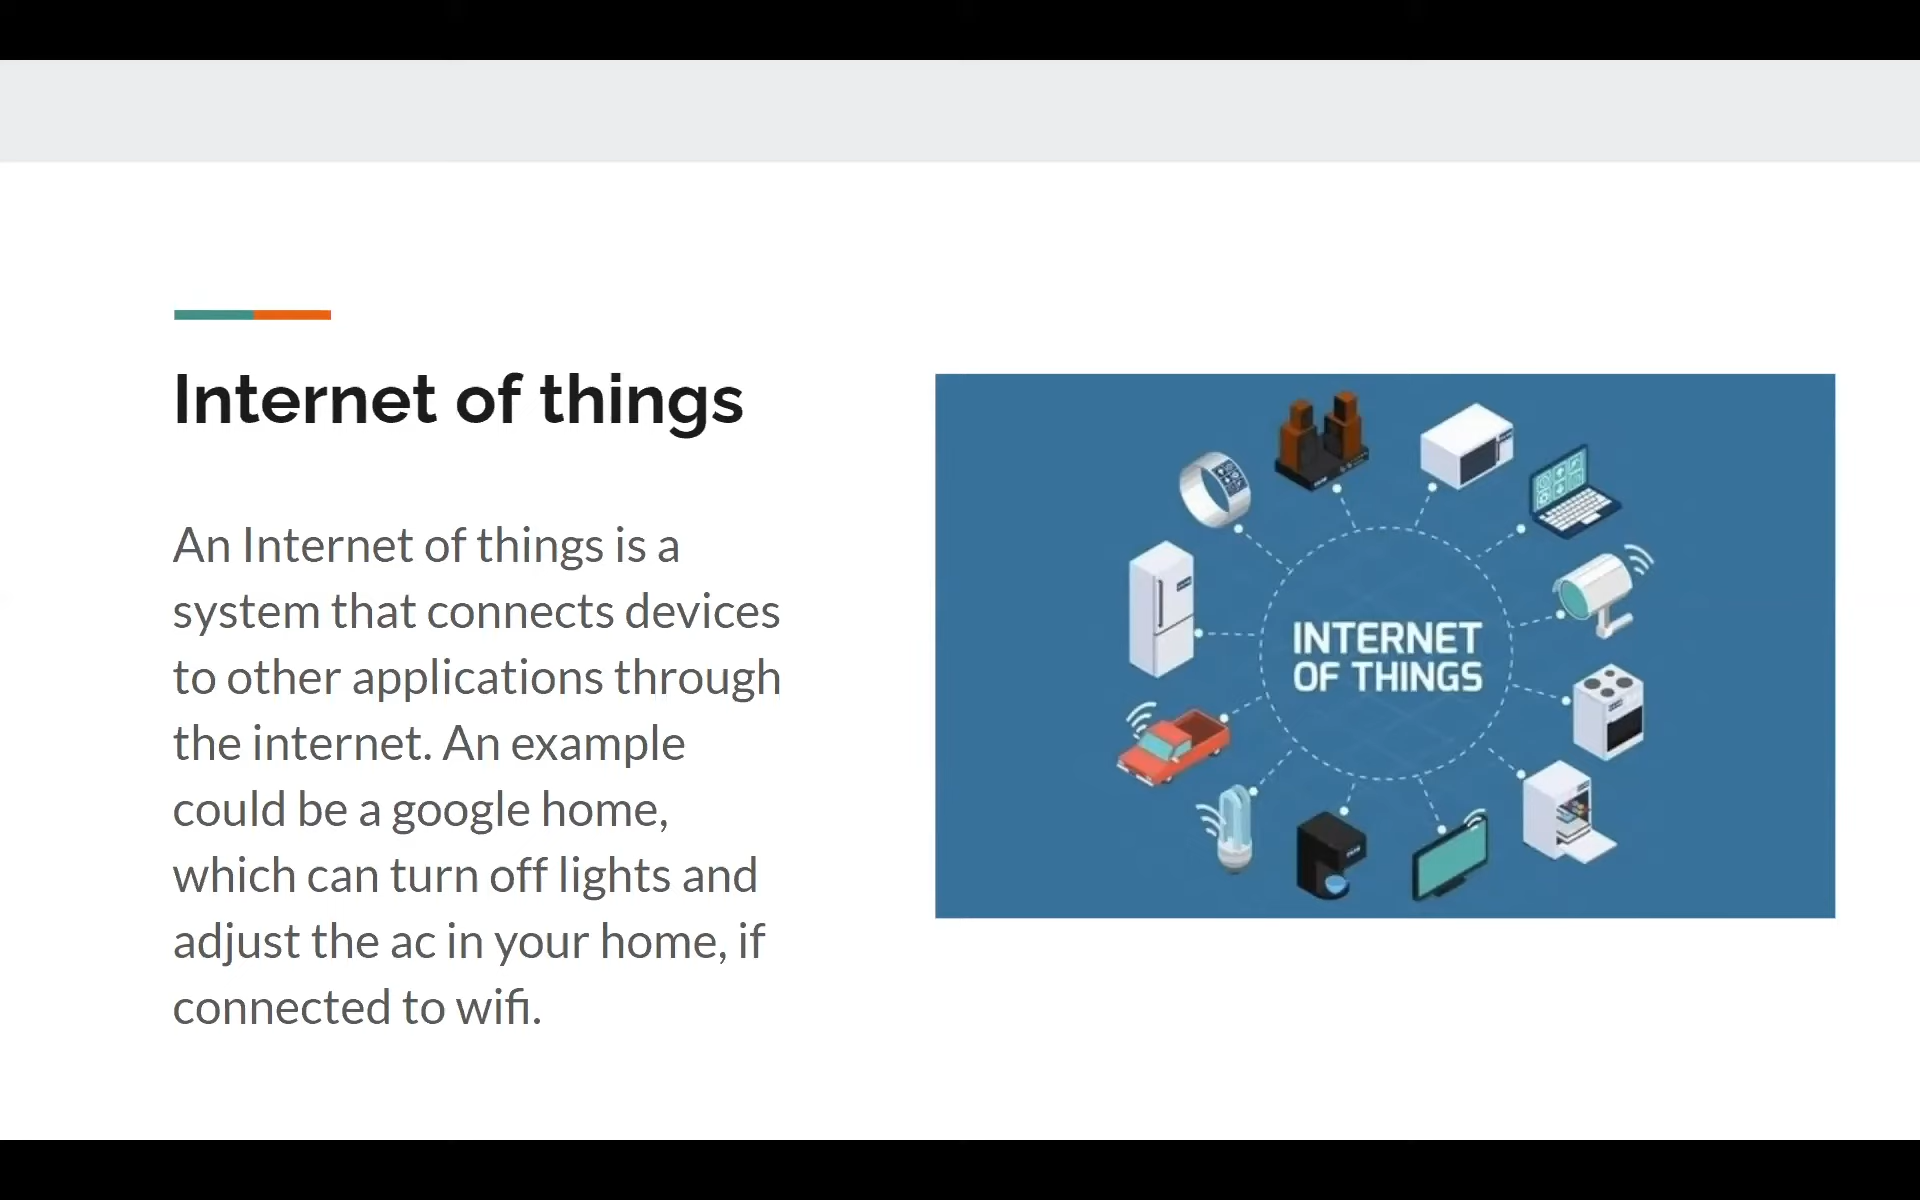 Internet of things
An Internet of things is a
system that connects devices
to other applications through
the internet. An example
could be a google home,
which can turn off lights and
adjust the ac in your home, if
connected to wifi.
INTERNET
OF THINGS